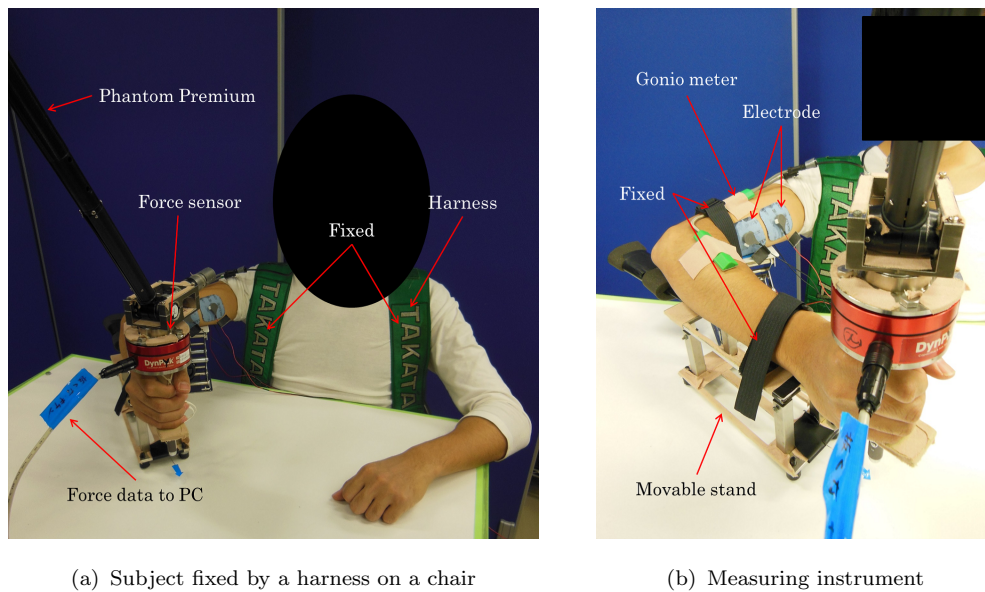 Phantom Premium
Force sensor
Fixed
Harness
TAKATA
TAKATA
DynPick
Force data to PC
(a) Subject fixed by a harness on a chair
Gonio meter
Electrode
Fixed
TAKATA
DynPick
Movable stand
(b) Measuring instrument